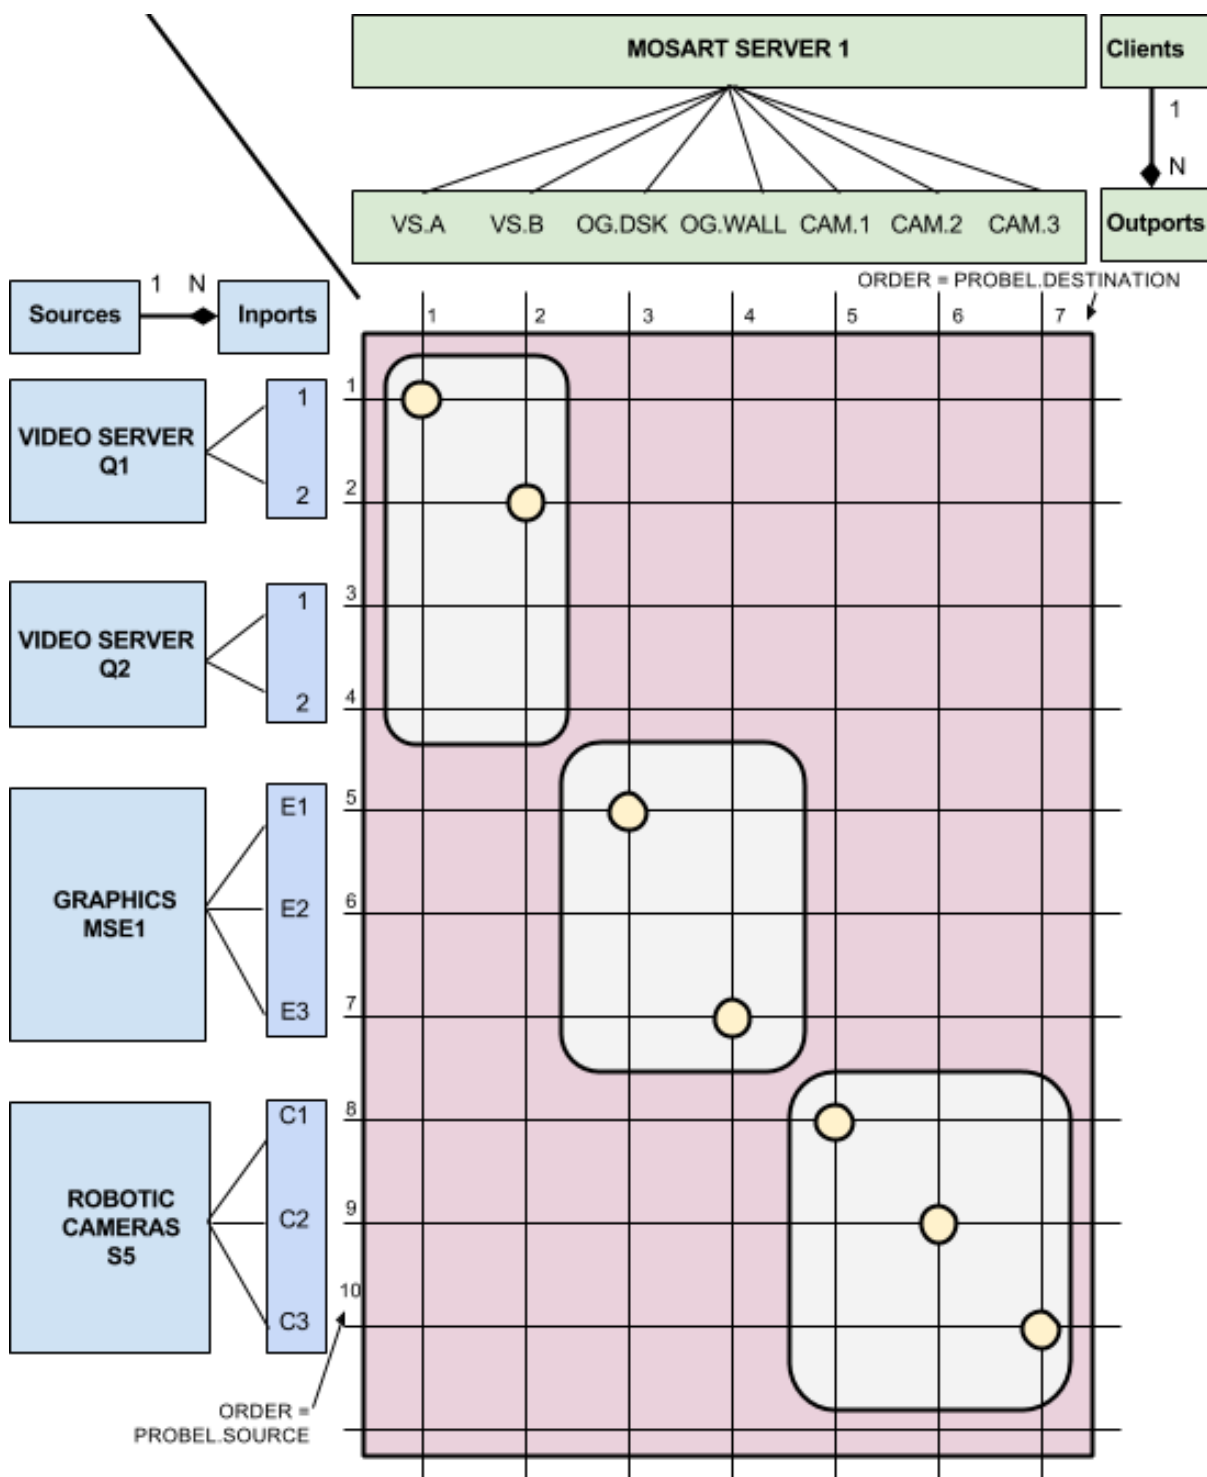 MOSART SERVER 1
Clients
1
N
VS.A VS.B OG.DSK OG.WALL CAM.1 CAM.2 CAM.3
Outports
ORDER = PROBEL.DESTINATION
Sources
1 N
Inports
1 2 3 4 5 6 7
VIDEO SERVER
Q1
1
2
1
2
VIDEO SERVER
Q2
1
2
3
4
GRAPHICS
MSE1
E1
E2
E3
5
6
7
ROBOTIC
CAMERAS
S5
C1
C2
C3
8
9
10
ORDER =
PROBEL.SOURCE